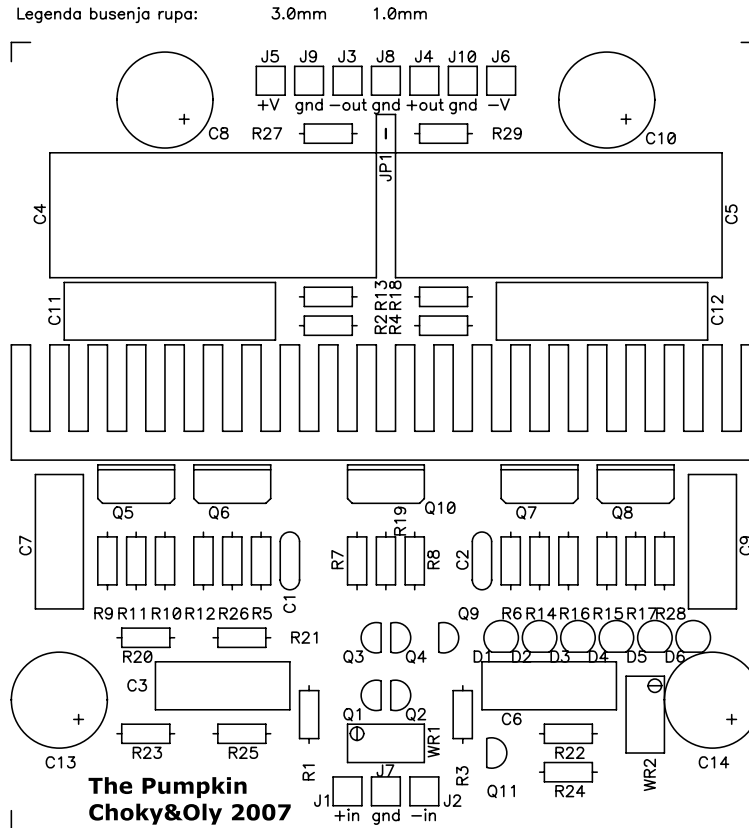 Legenda busenja rupa: 3.0mm 1.0mm
J5 J9 J3 J8 J4 J10 J6
+V gnd -out gnd +out gnd -V
C8 R27 R29 C10
JP1
C4 C5
C11 R13 R18 C12
R2 R4
Q5 Q6 Q10 Q7 Q8
R19
C7 R7 R8 C2 C9
C1
R9 R11 R10 R12 R26 R5 Q9 R6 R14 R16 R15 R17 R28
R20 R21 Q3 Q4 D1 D2 D3 D4 D5 D6
C3 Q1 Q2 C6
C13 R23 R25 R1 WR1 R3 R22 WR2 C14
J7
Q11 R24
The Pumpkin
J1 J2
Choky&Oly 2007 +in gnd -in